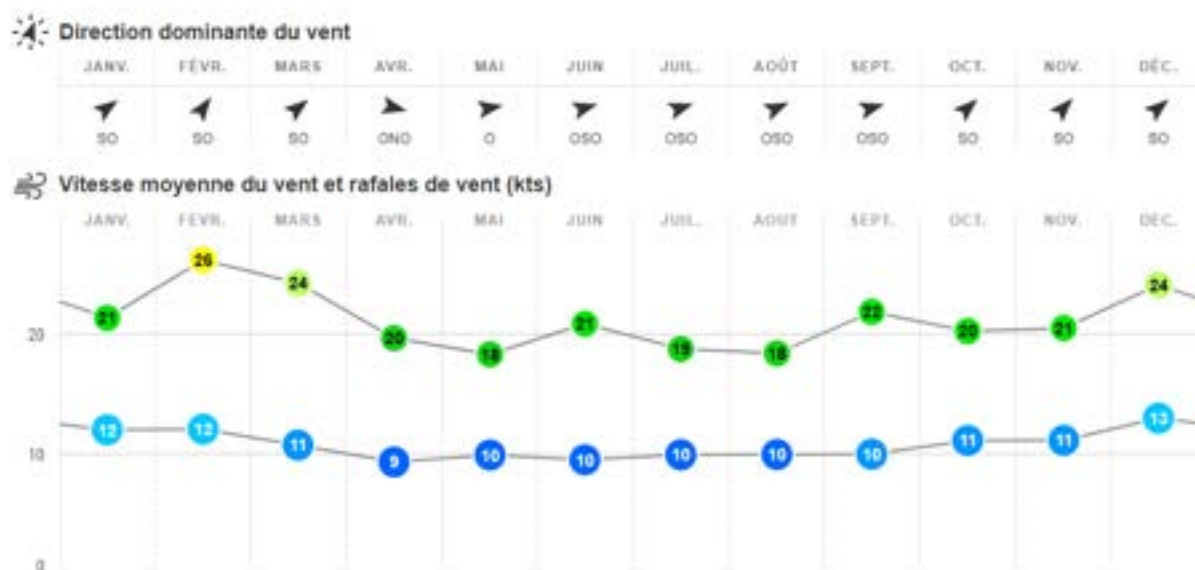 Direction dominante du vent
JANV. FÉVR. MARS AVR. MAI JUIN JUIL. AOÛT SEPT. OCT. NOV. DÉC.
SO SO SO ONO O OSO OSO OSO OSO SO SO SO
Vitesse moyenne du vent et rafales de vent (kts)
JANV. FÉVR. MARS AVR. MAI JUIN JUIL. AOÛT SEPT. OCT. NOV. DÉC.
21 26 24 20 18 21 19 18 22 20 21 24
20
12 12 11 9 10 10 10 10 10 11 11 13
10
0